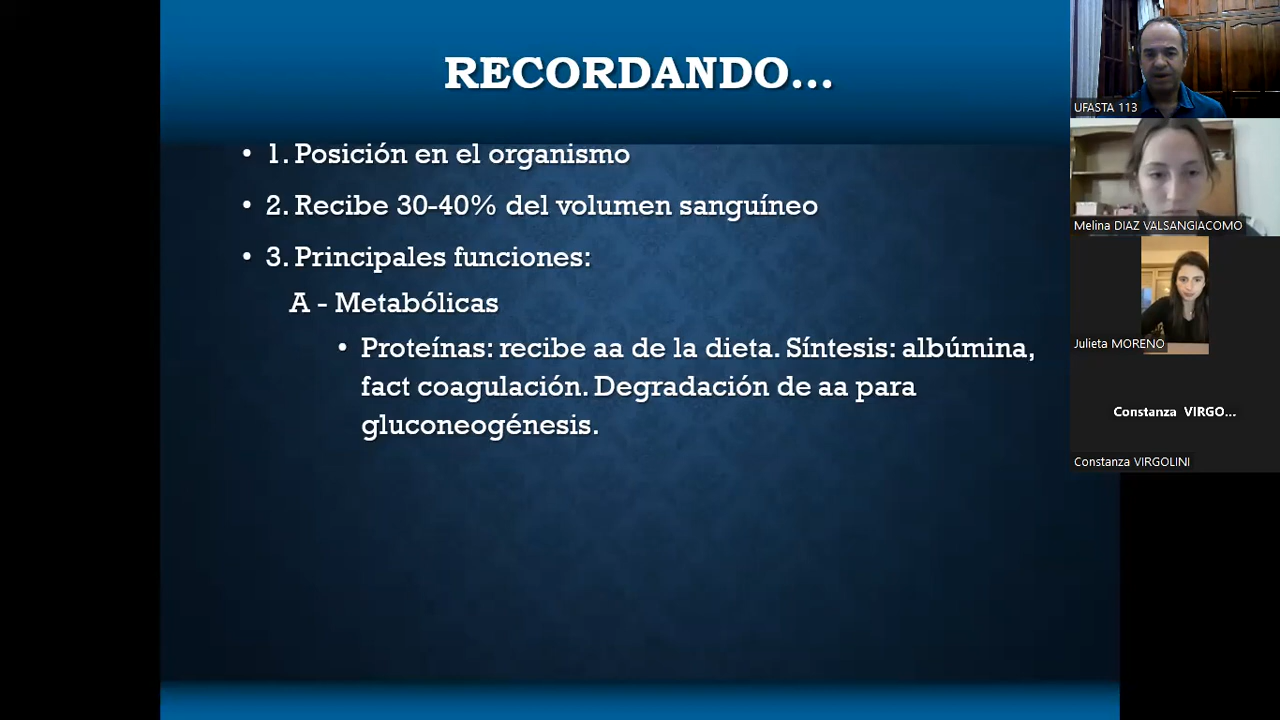 RECORDANDO...
• 1. Posición en el organismo
• 2. Recibe 30-40% del volumen sanguíneo
• 3. Principales funciones:
A - Metabólicas
• Proteínas: recibe aa de la dieta. Síntesis: albúmina,
fact coagulación. Degradación de aa para
gluconeogénesis.
UFASTA 113
Melina DIAZ VALSANGIACOMO
Julieta MORENO
Constanza VIRGO...
Constanza VIRGOLINI